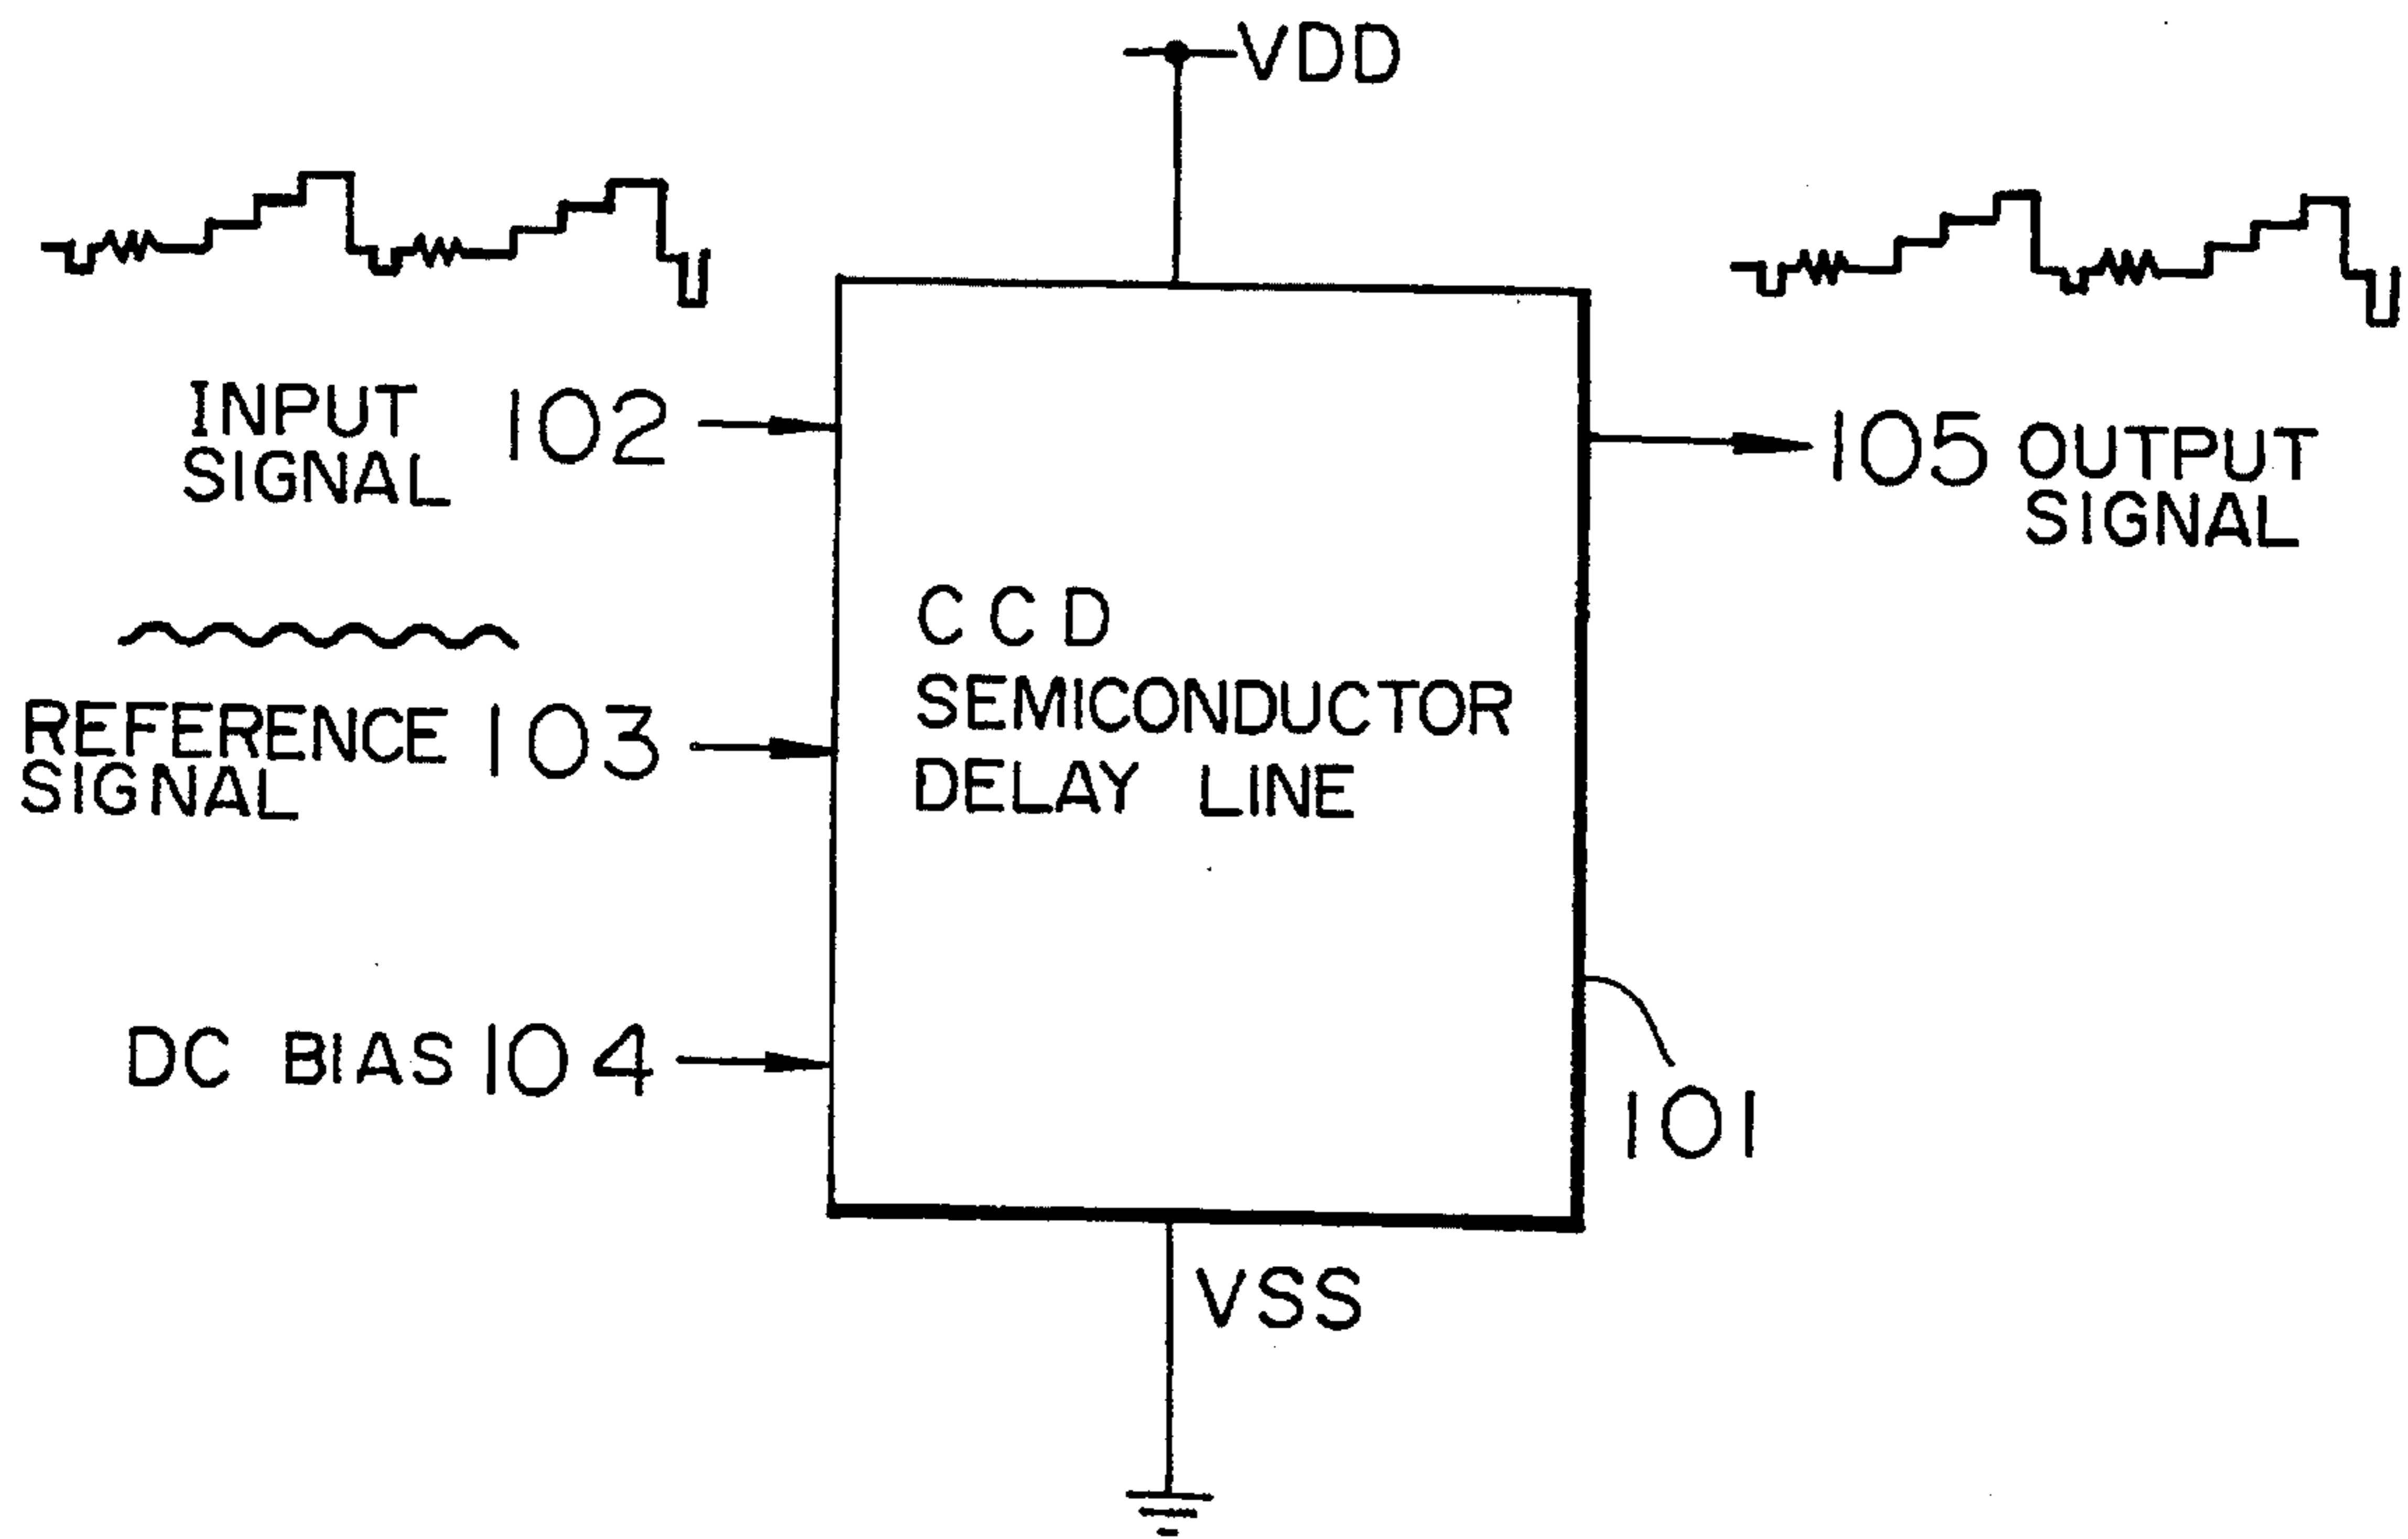 VDD
INPUT 102
SIGNAL
105 OUTPUT
SIGNAL
CCD
SEMICONDUCTOR
DELAY LINE
REFERENCE 103
SIGNAL
DC BIAS 104
101
VSS